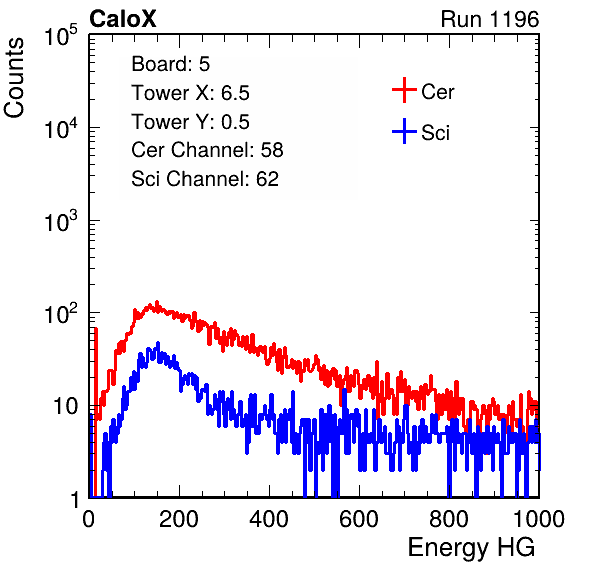 CaloX Run 1196
Counts
Board: 5
Tower X: 6.5
Tower Y: 0.5
Cer Channel: 58
Sci Channel: 62
Cer
Sci
10^5
10^4
10^3
10^2
10
1
0 200 400 600 800 1000
Energy HG